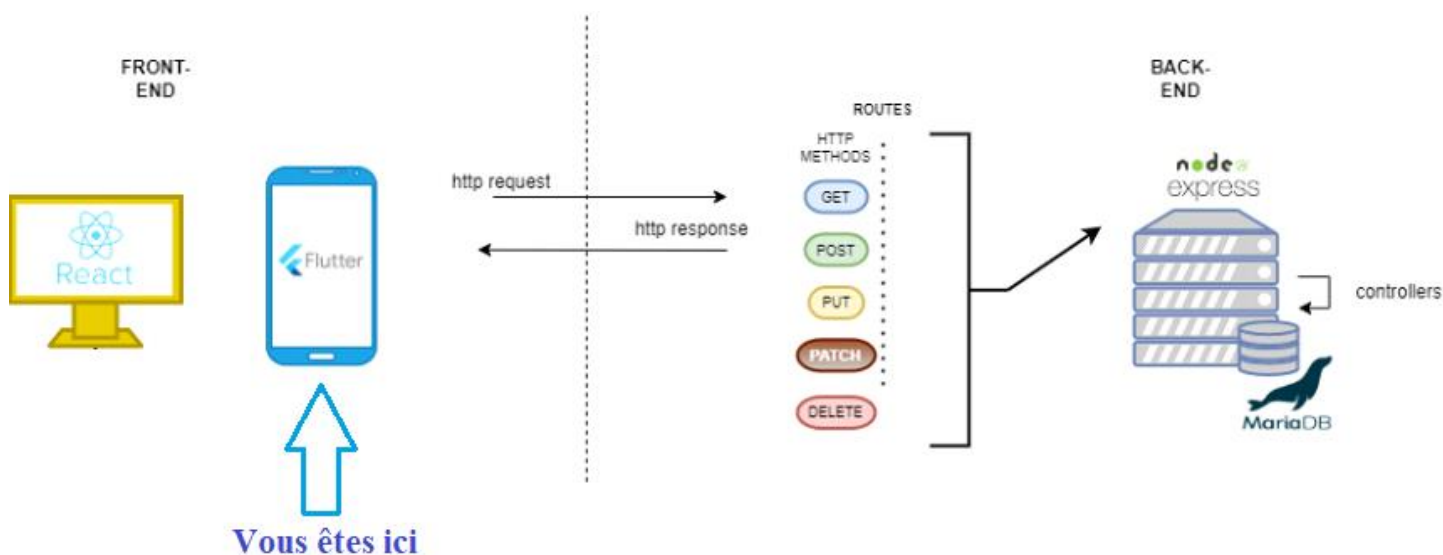 FRONT-
END
React
Flutter
http request
http response
ROUTES
HTTP
METHODS
GET
POST
PUT
PATCH
DELETE
BACK-
END
node
express
controllers
MariaDB
Vous êtes ici